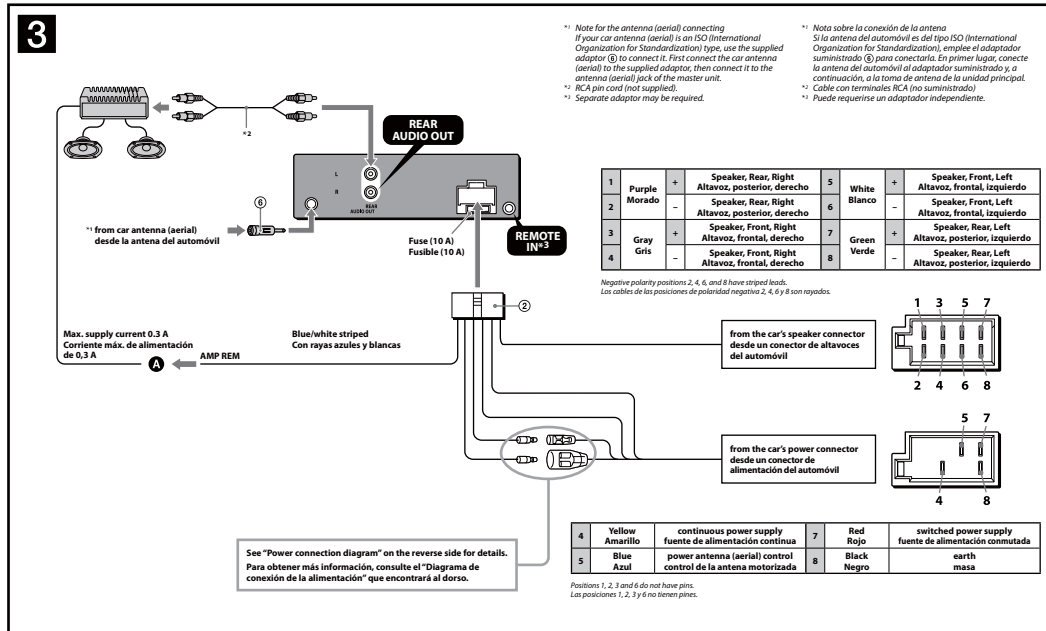 3
*1 Note for the antenna (aerial) connecting
If your car antenna (aerial) is an ISO (International
Organization for Standardization) type, use the supplied
adaptor ⑥ to connect it. First connect the car antenna
(aerial) to the supplied adaptor, then connect it to the
antenna (aerial) jack of the master unit.
*2 RCA pin cord (not supplied).
*3 Separate adaptor may be required.
*1 Nota sobre la conexión de la antena
Si la antena del automóvil es del tipo ISO (International
Organization for Standardization), emplee el adaptador
suministrado ⑥ para conectarla. En primer lugar, conecte
la antena del automóvil al adaptador suministrado y, a
continuación, a la toma de antena de la unidad principal.
*2 Cable con terminales RCA (no suministrado)
*3 Puede requerirse un adaptador independiente.
*2
REAR
AUDIO OUT
L
R
REAR
AUDIO OUT
⑥
*1 from car antenna (aerial)
desde la antena del automóvil
Fuse (10 A)
Fusible (10 A)
REMOTE
IN*3
1 Purple Morado + Speaker, Rear, Right 5 White Blanco + Speaker, Front, Left
Altavoz, posterior, derecho Altavoz, frontal, izquierdo
2 – Speaker, Rear, Right 6 – Speaker, Front, Left
Altavoz, posterior, derecho Altavoz, frontal, izquierdo
3 Gray Gris + Speaker, Front, Right 7 Green Verde + Speaker, Rear, Left
Altavoz, frontal, derecho Altavoz, posterior, izquierdo
4 – Speaker, Front, Right 8 – Speaker, Rear, Left
Altavoz, frontal, derecho Altavoz, posterior, izquierdo
Negative polarity positions 2, 4, 6, and 8 have striped leads.
Los cables de las posiciones de polaridad negativa 2, 4, 6 y 8 son rayados.
②
Max. supply current 0.3 A
Corriente máx. de alimentación
de 0,3 A
A
AMP REM
Blue/white striped
Con rayas azules y blancas
from the car's speaker connector
desde un conector de altavoces
del automóvil
1 3 5 7
2 4 6 8
from the car's power connector
desde un conector de
alimentación del automóvil
5 7
4 8
See "Power connection diagram" on the reverse side for details.
Para obtener más información, consulte el "Diagrama de
conexión de la alimentación" que encontrará al dorso.
4 Yellow continuous power supply 7 Red switched power supply
Amarillo fuente de alimentación continua Rojo fuente de alimentación conmutada
5 Blue power antenna (aerial) control 8 Black earth
Azul control de la antena motorizada Negro masa
Positions 1, 2, 3 and 6 do not have pins.
Las posiciones 1, 2, 3 y 6 no tienen pines.